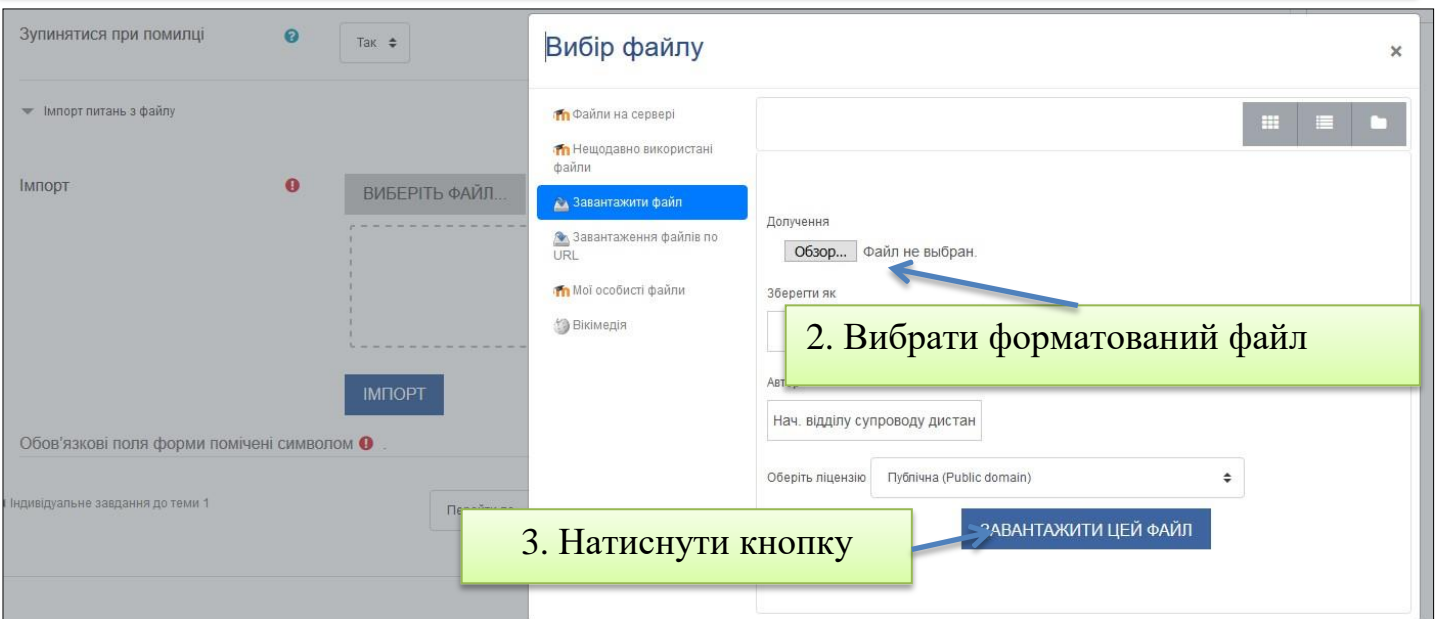 Зупинятися при помилці
Так
Імпорт питань з файлу
Імпорт
ВИБЕРІТЬ ФАЙЛ...
ІМПОРТ
Обов'язкові поля форми помічені символом .
Індивідуальне завдання до теми 1
Вибір файлу
×
Файли на сервері
Нещодавно використані
файли
Завантажити файл
Завантаження файлів по
URL
Мої особисті файли
Вікімедія
Долучення
Обзор... Файл не выбран.
Зберегти як
2. Вибрати форматований файл
Нач. відділу супроводу дистан
Оберіть ліцензію Публічна (Public domain)
3. Натиснути кнопку
ЗАВАНТАЖИТИ ЦЕЙ ФАЙЛ